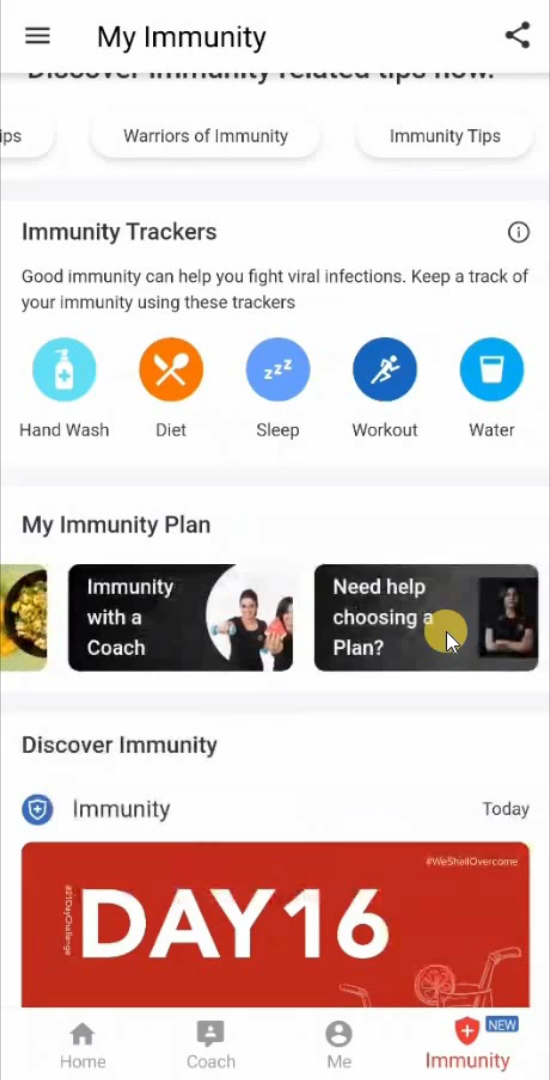 My Immunity
Discover immunity related tips now.
ips
Warriors of Immunity
Immunity Tips
Immunity Trackers
Good immunity can help you fight viral infections. Keep a track of
your immunity using these trackers
zzz
Hand Wash
Diet
Sleep
Workout
Water
My Immunity Plan
Immunity
with a
Coach
Need help
choosing a
Plan?
Discover Immunity
Immunity
Today
#WeShallOvercome
#21DayChallenge
DAY16
NEW
Home
Coach
Me
Immunity